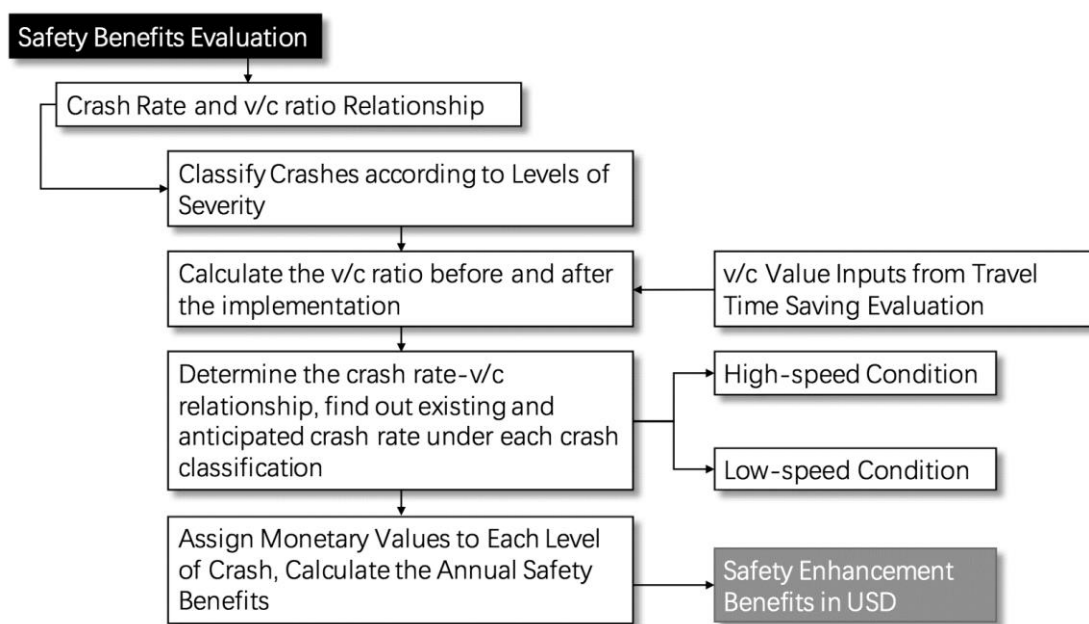 Safety Benefits Evaluation
Crash Rate and v/c ratio Relationship
Classify Crashes according to Levels of
Severity
Calculate the v/c ratio before and after
the implementation
v/c Value Inputs from Travel
Time Saving Evaluation
Determine the crash rate-v/c
relationship, find out existing and
anticipated crash rate under each crash
classification
High-speed Condition
Low-speed Condition
Assign Monetary Values to Each Level
of Crash, Calculate the Annual Safety
Benefits
Safety Enhancement
Benefits in USD